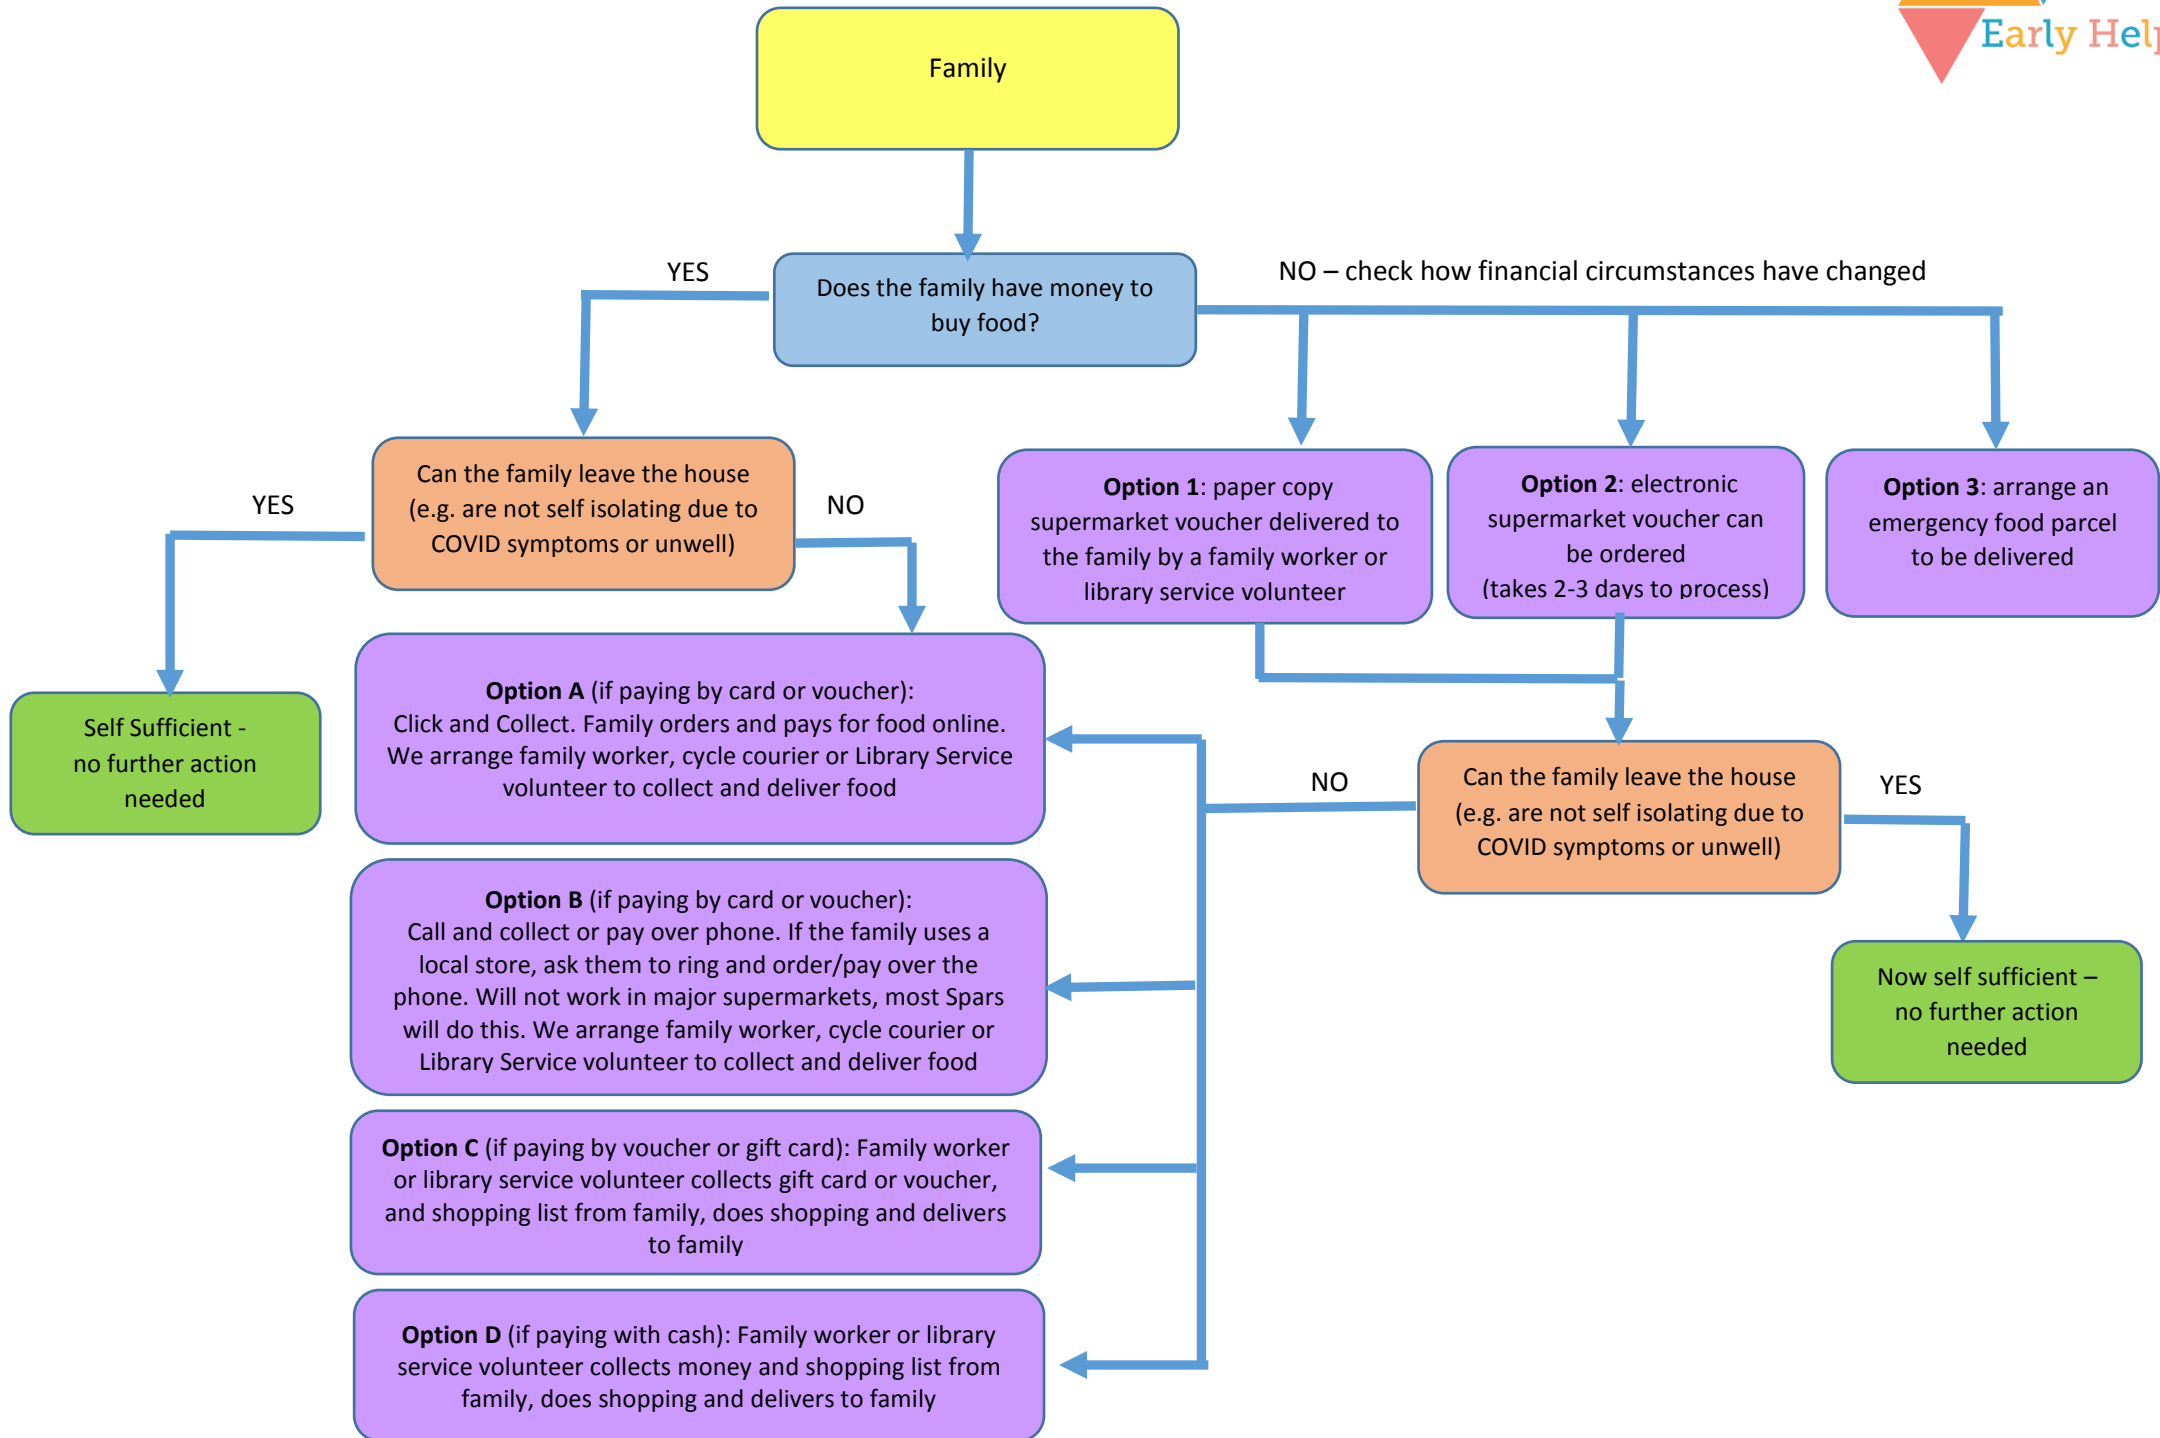 Early Help
Family
YES
Does the family have money to
buy food?
NO – check how financial circumstances have changed
Can the family leave the house
(e.g. are not self isolating due to
COVID symptoms or unwell)
YES
NO
Option 1: paper copy
supermarket voucher delivered to
the family by a family worker or
library service volunteer
Option 2: electronic
supermarket voucher can
be ordered
(takes 2-3 days to process)
Option 3: arrange an
emergency food parcel
to be delivered
Self Sufficient -
no further action
needed
Option A (if paying by card or voucher):
Click and Collect. Family orders and pays for food online.
We arrange family worker, cycle courier or Library Service
volunteer to collect and deliver food
NO
Can the family leave the house
(e.g. are not self isolating due to
COVID symptoms or unwell)
YES
Option B (if paying by card or voucher):
Call and collect or pay over phone. If the family uses a
local store, ask them to ring and order/pay over the
phone. Will not work in major supermarkets, most Spars
will do this. We arrange family worker, cycle courier or
Library Service volunteer to collect and deliver food
Now self sufficient –
no further action
needed
Option C (if paying by voucher or gift card): Family worker
or library service volunteer collects gift card or voucher,
and shopping list from family, does shopping and delivers
to family
Option D (if paying with cash): Family worker or library
service volunteer collects money and shopping list from
family, does shopping and delivers to family